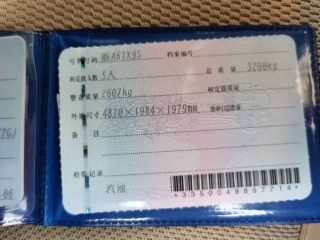 号牌号码 浙A67X95 档案编号
核定载人数 5人 总质量 3200kg
整备质量 2607kg 核定载质量
外廓尺寸 4870×1984×1979mm 准牵引总质量
备注
检验记录
汽油
*3350049857714*